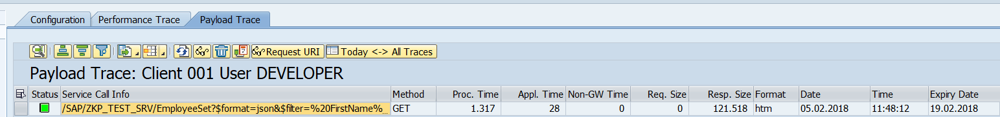 Configuration Performance Trace Payload Trace
Request URI Today <-> All Traces
Payload Trace: Client 001 User DEVELOPER
Status Service Call Info Method Proc. Time Appl. Time Non-GW Time Req. Size Resp. Size Format Date Time Expiry Date
/SAP/ZKP_TEST_SRV/EmployeeSet?$format=json&$filter=%20FirstName%... GET 1.317 28 0 0 121.518 htm 05.02.2018 11:48:12 19.02.2018